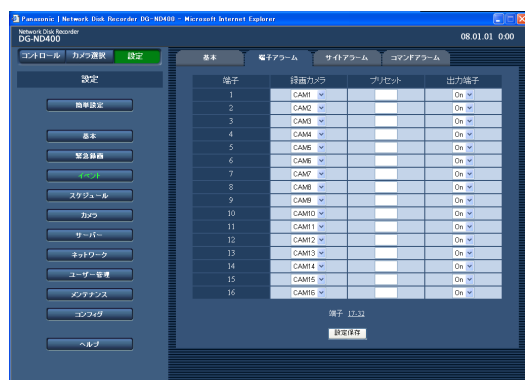 Panasonic | Network Disk Recorder DG-ND400 - Microsoft Internet Explorer
Network Disk Recorder
DG-ND400
08.01.01 0:00
コントロール カメラ選択 設定
基本 端子アラーム サイトアラーム コマンドアラーム
設定
簡単設定
基本
緊急録画
イベント
スケジュール
カメラ
サーバー
ネットワーク
ユーザー管理
メンテナンス
コンフィグ
ヘルプ
端子 録画カメラ プリセット 出力端子
1 CAM1 On
2 CAM2 On
3 CAM3 On
4 CAM4 On
5 CAM5 On
6 CAM6 On
7 CAM7 On
8 CAM8 On
9 CAM9 On
10 CAM10 On
11 CAM11 On
12 CAM12 On
13 CAM13 On
14 CAM14 On
15 CAM15 On
16 CAM16 On
端子 17-32
設定保存